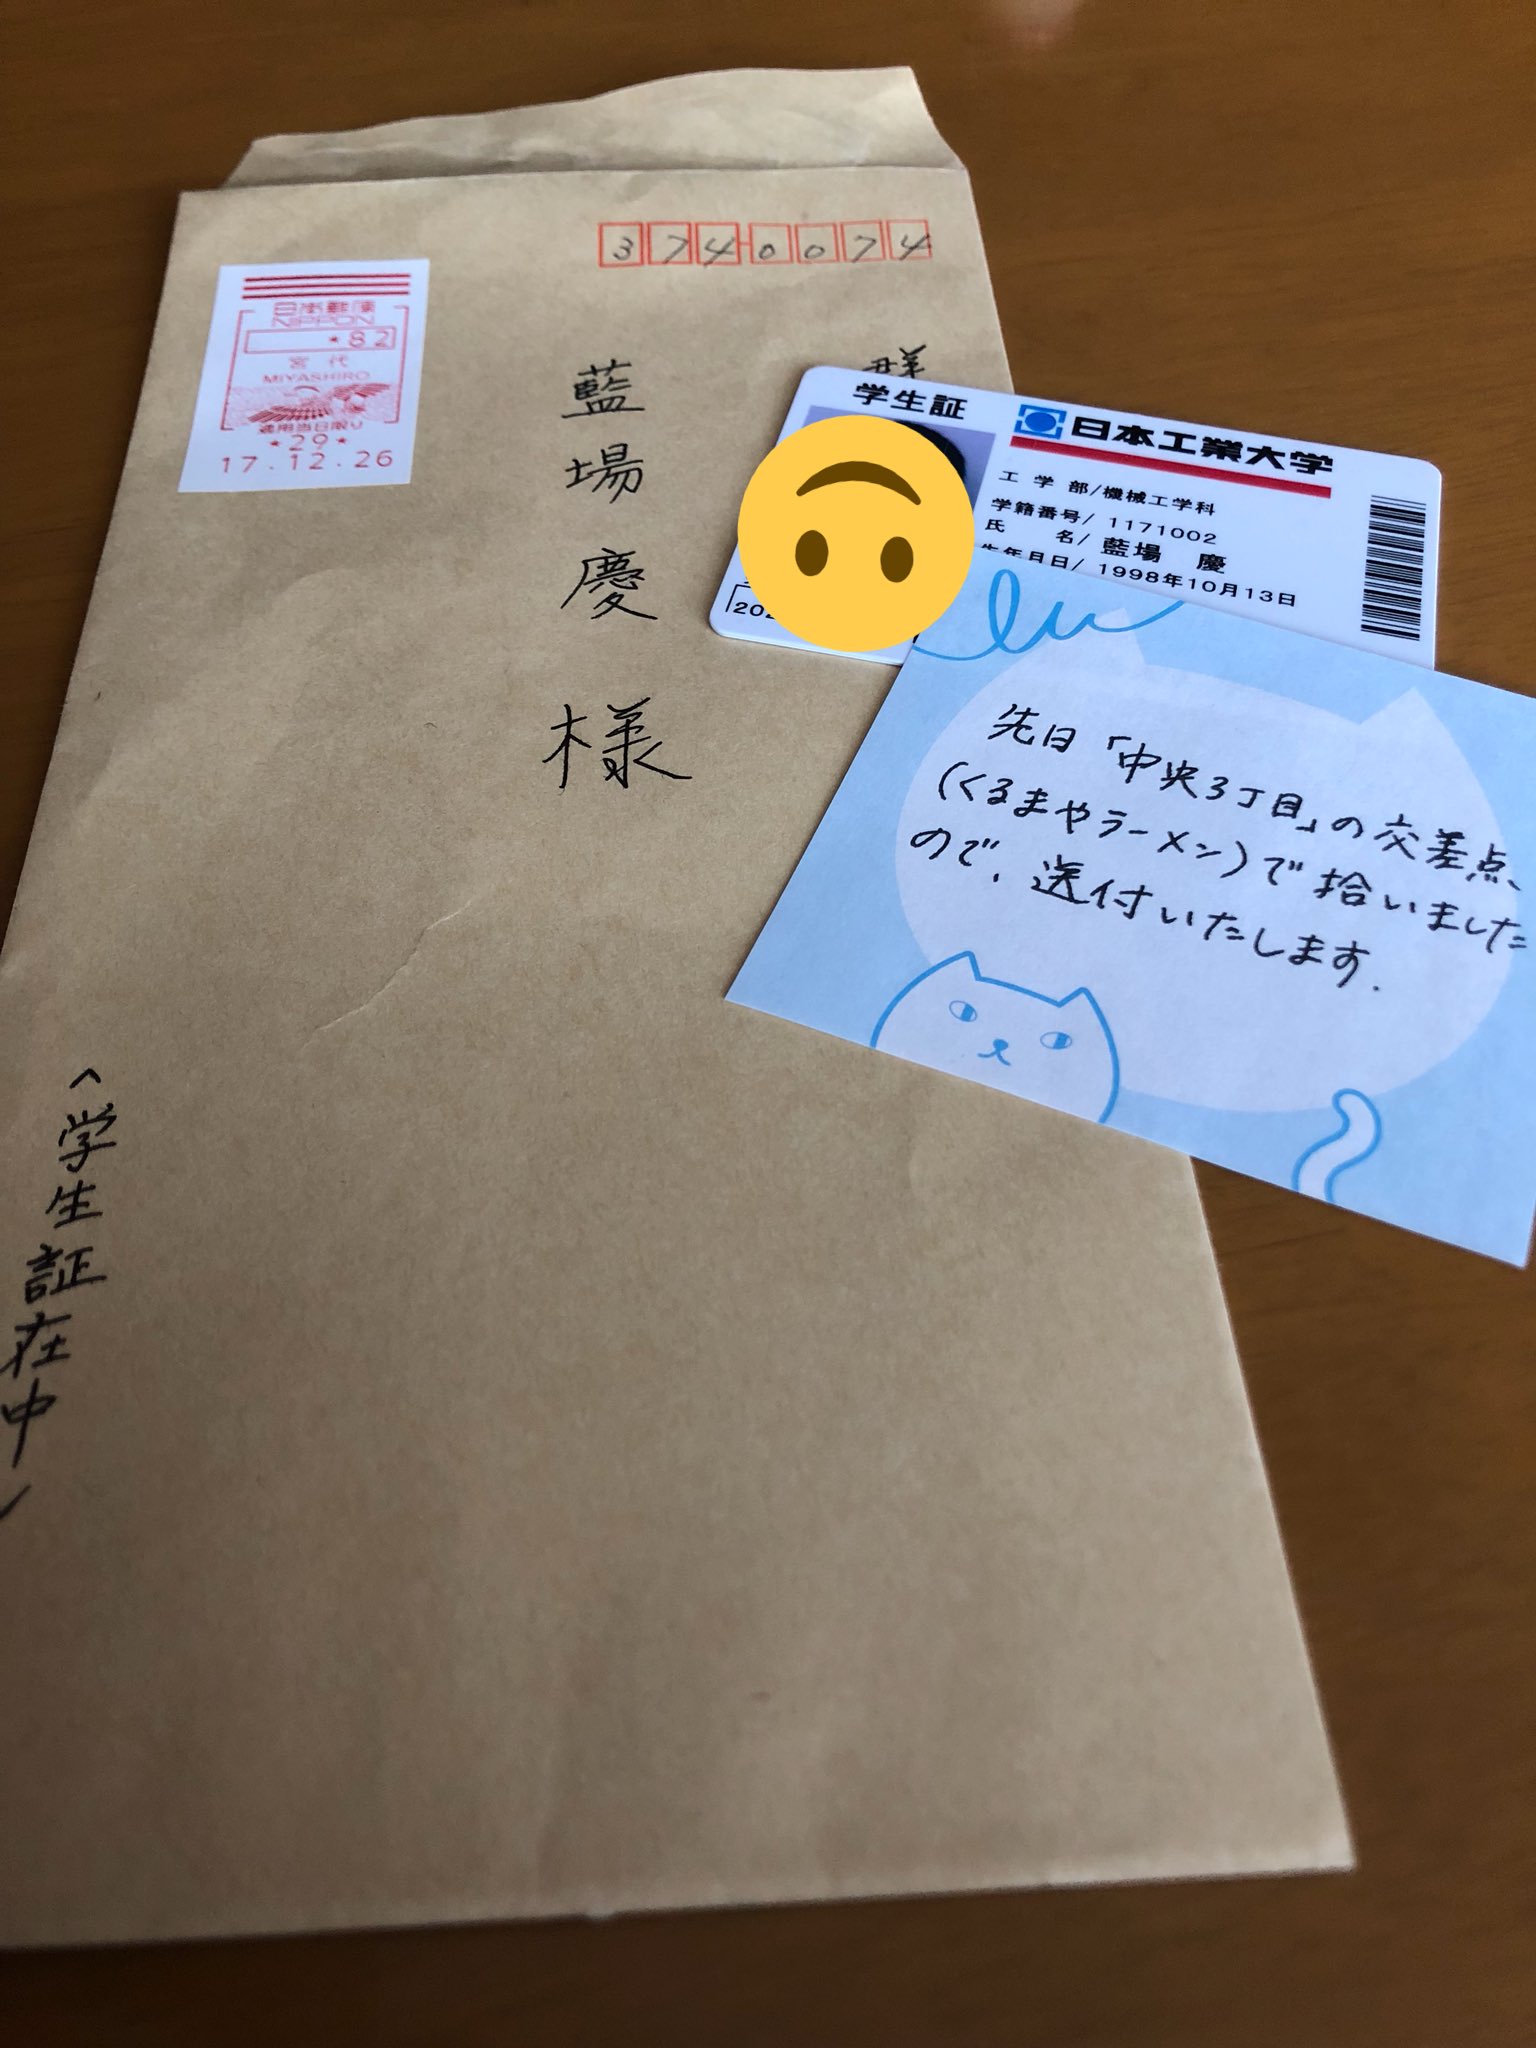 3740074
日本郵便
NIPPON
*82
宮代
MIYASHIRO
適用当日限り
*29*
17.12.26
藍場慶様
〈学生証在中〉
学生証
日本工業大学
工学部/機械工学科
学籍番号/ 1171002
氏 名/ 藍場 慶
生年月日/ 1998年10月13日
先日「中央3丁目」の交差点、
(くるまやラーメン)で拾いました
ので、送付いたします.